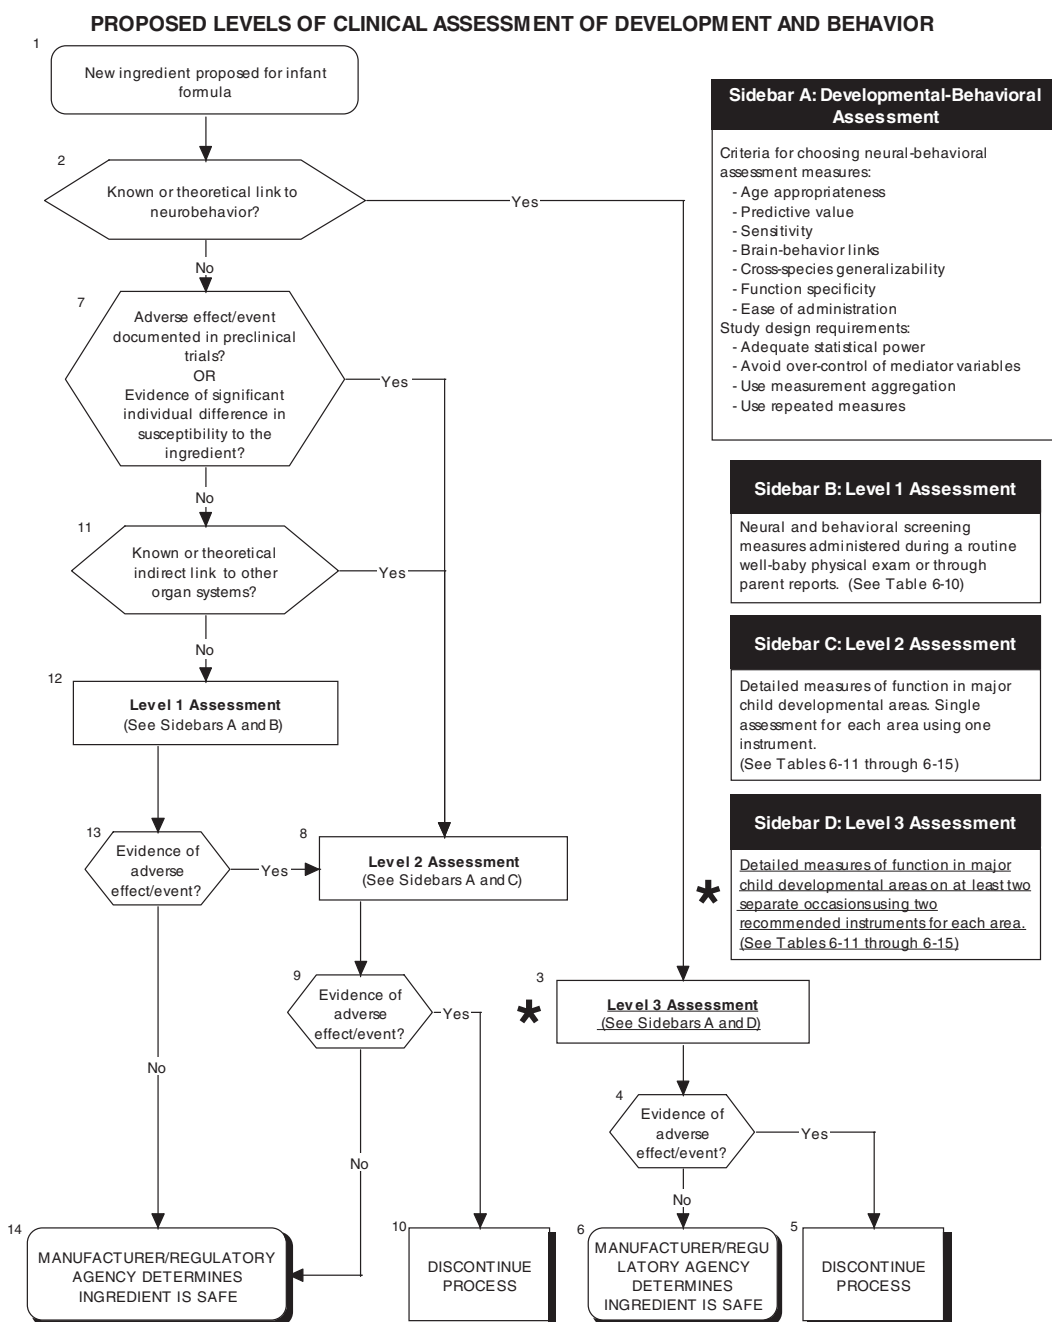 PROPOSED LEVELS OF CLINICAL ASSESSMENT OF DEVELOPMENT AND BEHAVIOR
1
New ingredient proposed for infant
formula
2
Known or theoretical link to
neurobehavior?
Yes
No
7
Adverse effect/event
documented in preclinical
trials?
OR
Evidence of significant
individual difference in
susceptibility to the
ingredient?
Yes
No
11
Known or theoretical
indirect link to other
organ systems?
Yes
No
12
Level 1 Assessment
(See Sidebars A and B)
13
Evidence of
adverse
effect/event?
Yes
No
8
Level 2 Assessment
(See Sidebars A and C)
9
Evidence of
adverse
effect/event?
Yes
No
3
*
Level 3 Assessment
(See Sidebars A and D)
4
Evidence of
adverse
effect/event?
Yes
No
14
MANUFACTURER/REGULATORY
AGENCY DETERMINES
INGREDIENT IS SAFE
10
DISCONTINUE
PROCESS
6
MANUFACTURER/REGU
LATORY AGENCY
DETERMINES
INGREDIENT IS SAFE
5
DISCONTINUE
PROCESS
Sidebar A: Developmental-Behavioral
Assessment
Criteria for choosing neural-behavioral
assessment measures:
- Age appropriateness
- Predictive value
- Sensitivity
- Brain-behavior links
- Cross-species generalizability
- Function specificity
- Ease of administration
Study design requirements:
- Adequate statistical power
- Avoid over-control of mediator variables
- Use measurement aggregation
- Use repeated measures
Sidebar B: Level 1 Assessment
Neural and behavioral screening
measures administered during a routine
well-baby physical exam or through
parent reports. (See Table 6-10)
Sidebar C: Level 2 Assessment
Detailed measures of function in major
child developmental areas. Single
assessment for each area using one
instrument.
(See Tables 6-11 through 6-15)
Sidebar D: Level 3 Assessment
*
Detailed measures of function in major
child developmental areas on at least two
separate occasionsusing two
recommended instruments for each area.
(See Tables 6-11 through 6-15)